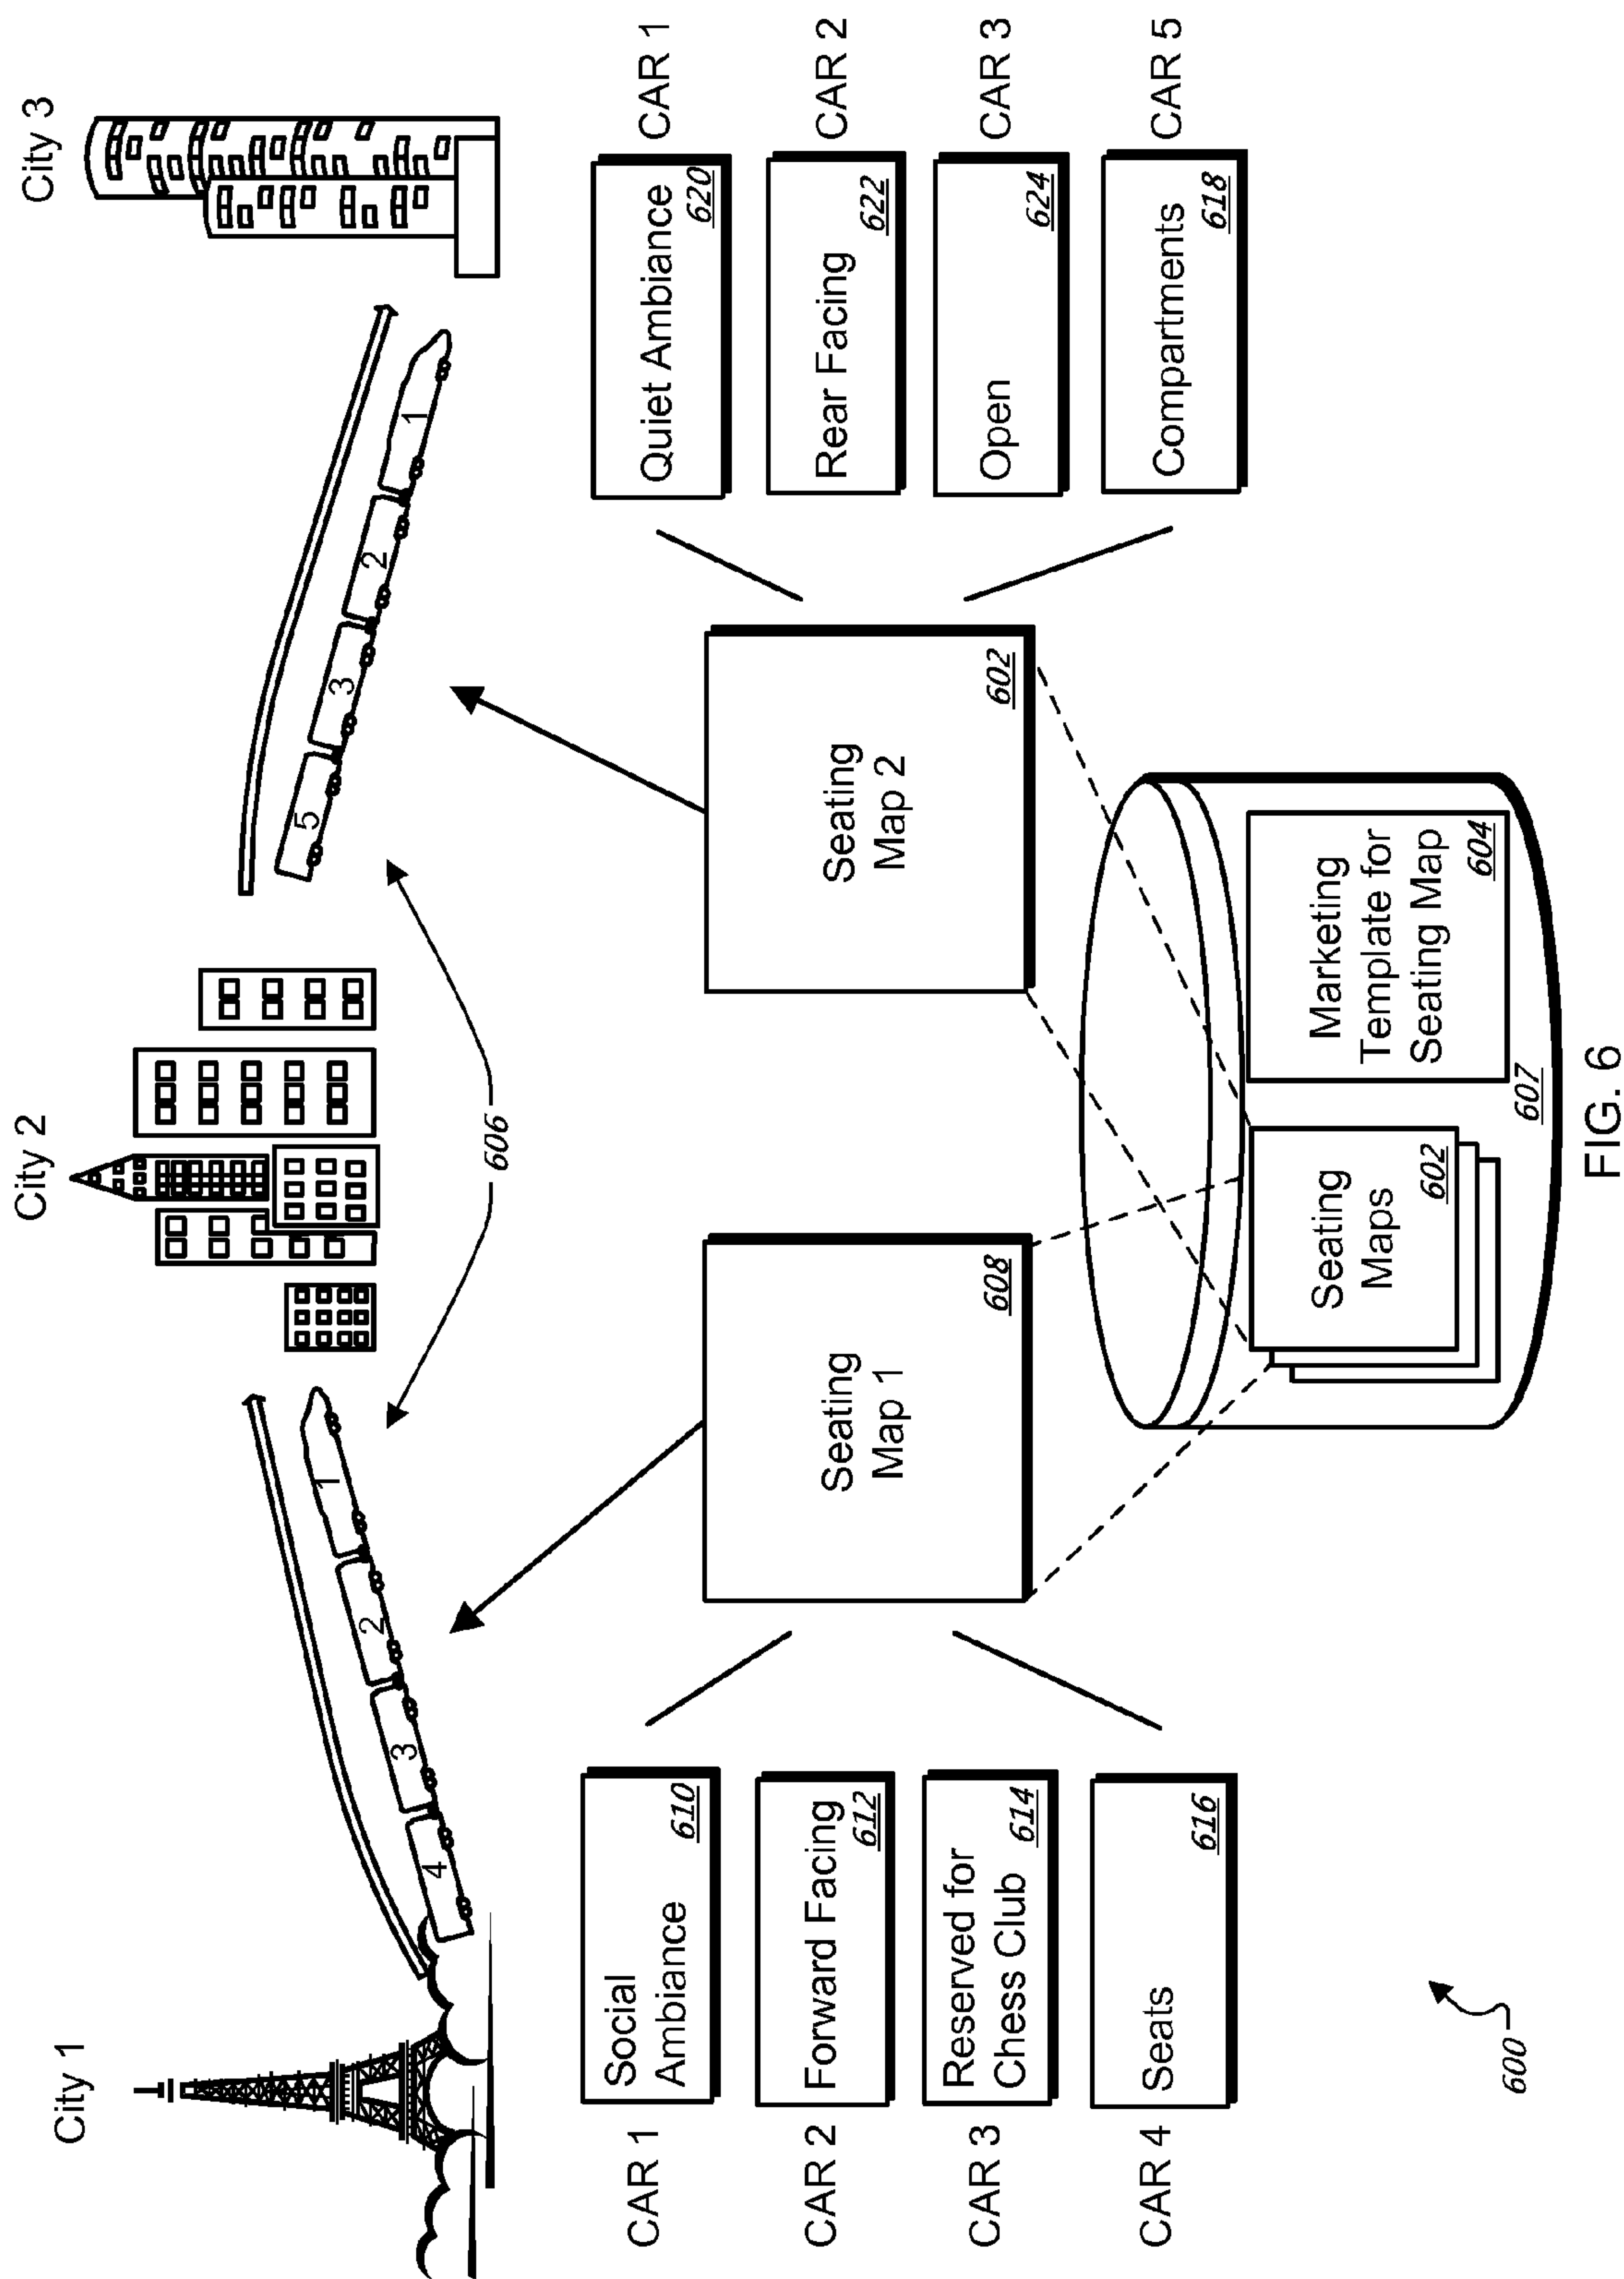 City 1
City 2
City 3
1
2
3
4
1
2
3
5
606
CAR 1
Social
Ambiance
610
CAR 2
Forward Facing
612
CAR 3
Reserved for
Chess Club
614
CAR 4
Seats
616
Seating
Map 1
608
Seating
Map 2
602
Quiet Ambiance
620
CAR 1
Rear Facing
622
CAR 2
Open
624
CAR 3
Compartments
618
CAR 5
Seating
Maps
602
Marketing
Template for
Seating Map
604
607
600
FIG. 6